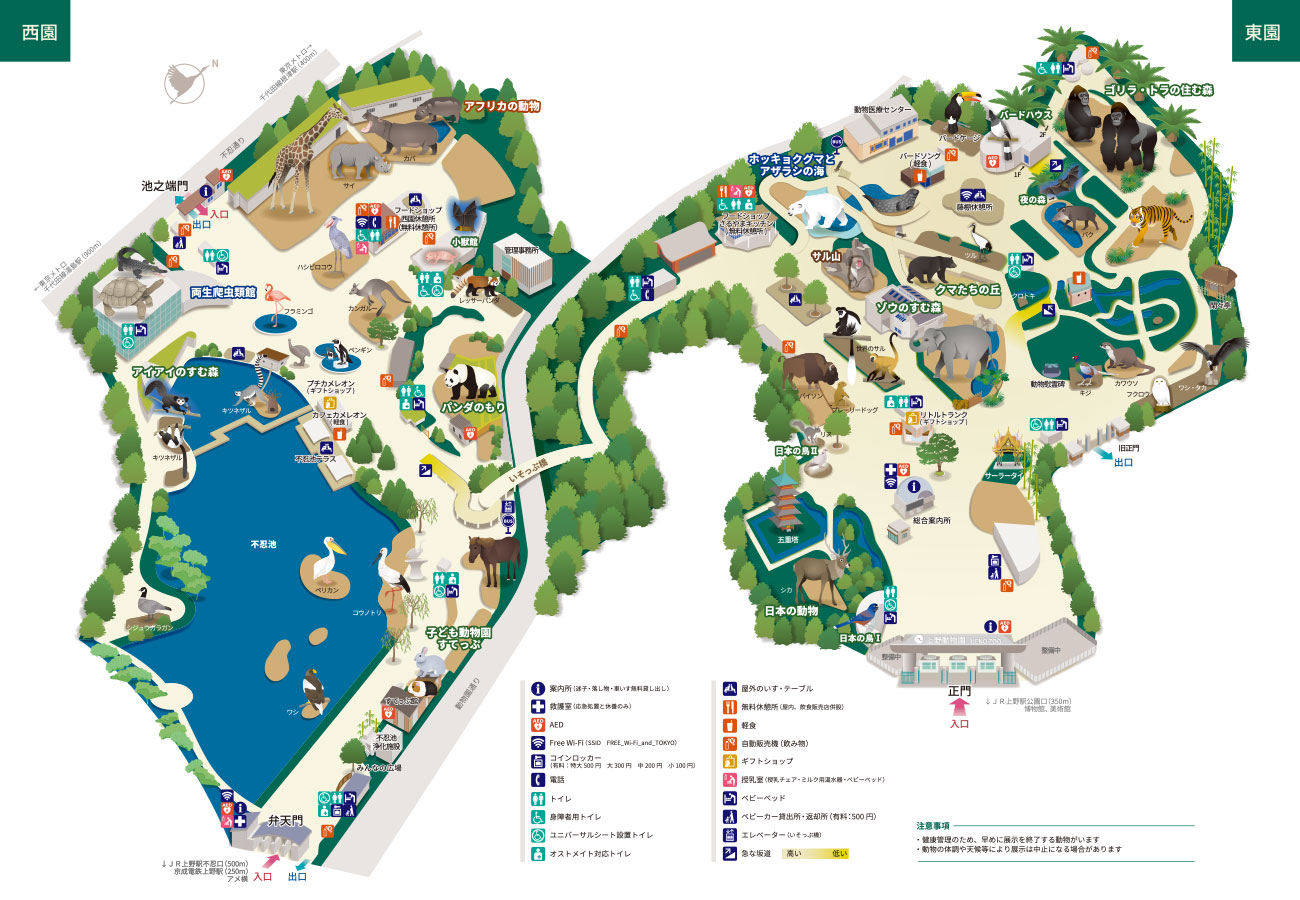 西園
東園
N
東京メトロ→
千代田線根津駅(400m)
不忍通り
池之端門
入口
出口
←東京メトロ
千代田線湯島駅(900m)
アフリカの動物
カバ
サイ
フードショップ
西園休憩所
(無料休憩所)
小獣館
管理事務所
ハシビロコウ
両生爬虫類館
フラミンゴ
カンガルー
レッサーパンダ
ペンギン
アイアイのすむ森
キツネザル
キツネザル
プチカメレオン
(ギフトショップ)
カフェカメレオン
(軽食)
不忍池テラス
パンダのもり
いそっぷ橋
BUS
不忍池
ペリカン
コウノトリ
シジュウカラガン
ワシ
子ども動物園
すてっぷ
すてっぷ館
不忍池
浄化施設
みんなの広場
動物園通り
弁天門
↓JR上野駅不忍口(500m)
京成電鉄上野駅(250m)
アメ横
入口
出口
動物医療センター
BUS
バードケージ
バードハウス
2F
1F
ゴリラ・トラの住む森
ホッキョクグマと
アザラシの海
バードソング
(軽食)
藤棚休憩所
夜の森
バク
フードショップ
さるやまキッチン
(無料休憩所)
サル山
ツル
クマたちの丘
ゾウのすむ森
クロトキ
閑々亭
世界のサル
バイソン
プレーリードッグ
リス
日本の鳥Ⅱ
リトルトランク
(ギフトショップ)
動物慰霊碑
キジ
カワウソ
フクロウ
ワシ・タカ
旧正門
出口
サーラータイ
総合案内所
五重塔
シカ
日本の動物
日本の鳥Ⅰ
上野動物園 UENO ZOO
整備中
整備中
正門
入口
↓JR上野駅公園口(350m)
博物館、美術館
案内所(迷子・落し物・車いす無料貸し出し)
救護室(応急処置と休養のみ)
AED
Free Wi-Fi(SSID FREE_Wi-Fi_and_TOKYO)
コインロッカー
(有料:特大500円 大300円 中200円 小100円)
電話
トイレ
身障者用トイレ
ユニバーサルシート設置トイレ
オストメイト対応トイレ
屋外のいす・テーブル
無料休憩所(屋内、飲食販売店併設)
軽食
自動販売機(飲み物)
ギフトショップ
授乳室(授乳チェア・ミルク用温水器・ベビーベッド)
ベビーベッド
ベビーカー貸出所・返却所(有料:500円)
エレベーター(いそっぷ橋)
急な坂道 高い 低い
注意事項
・健康管理のため、早めに展示を終了する動物がいます
・動物の体調や天候等により展示は中止になる場合があります